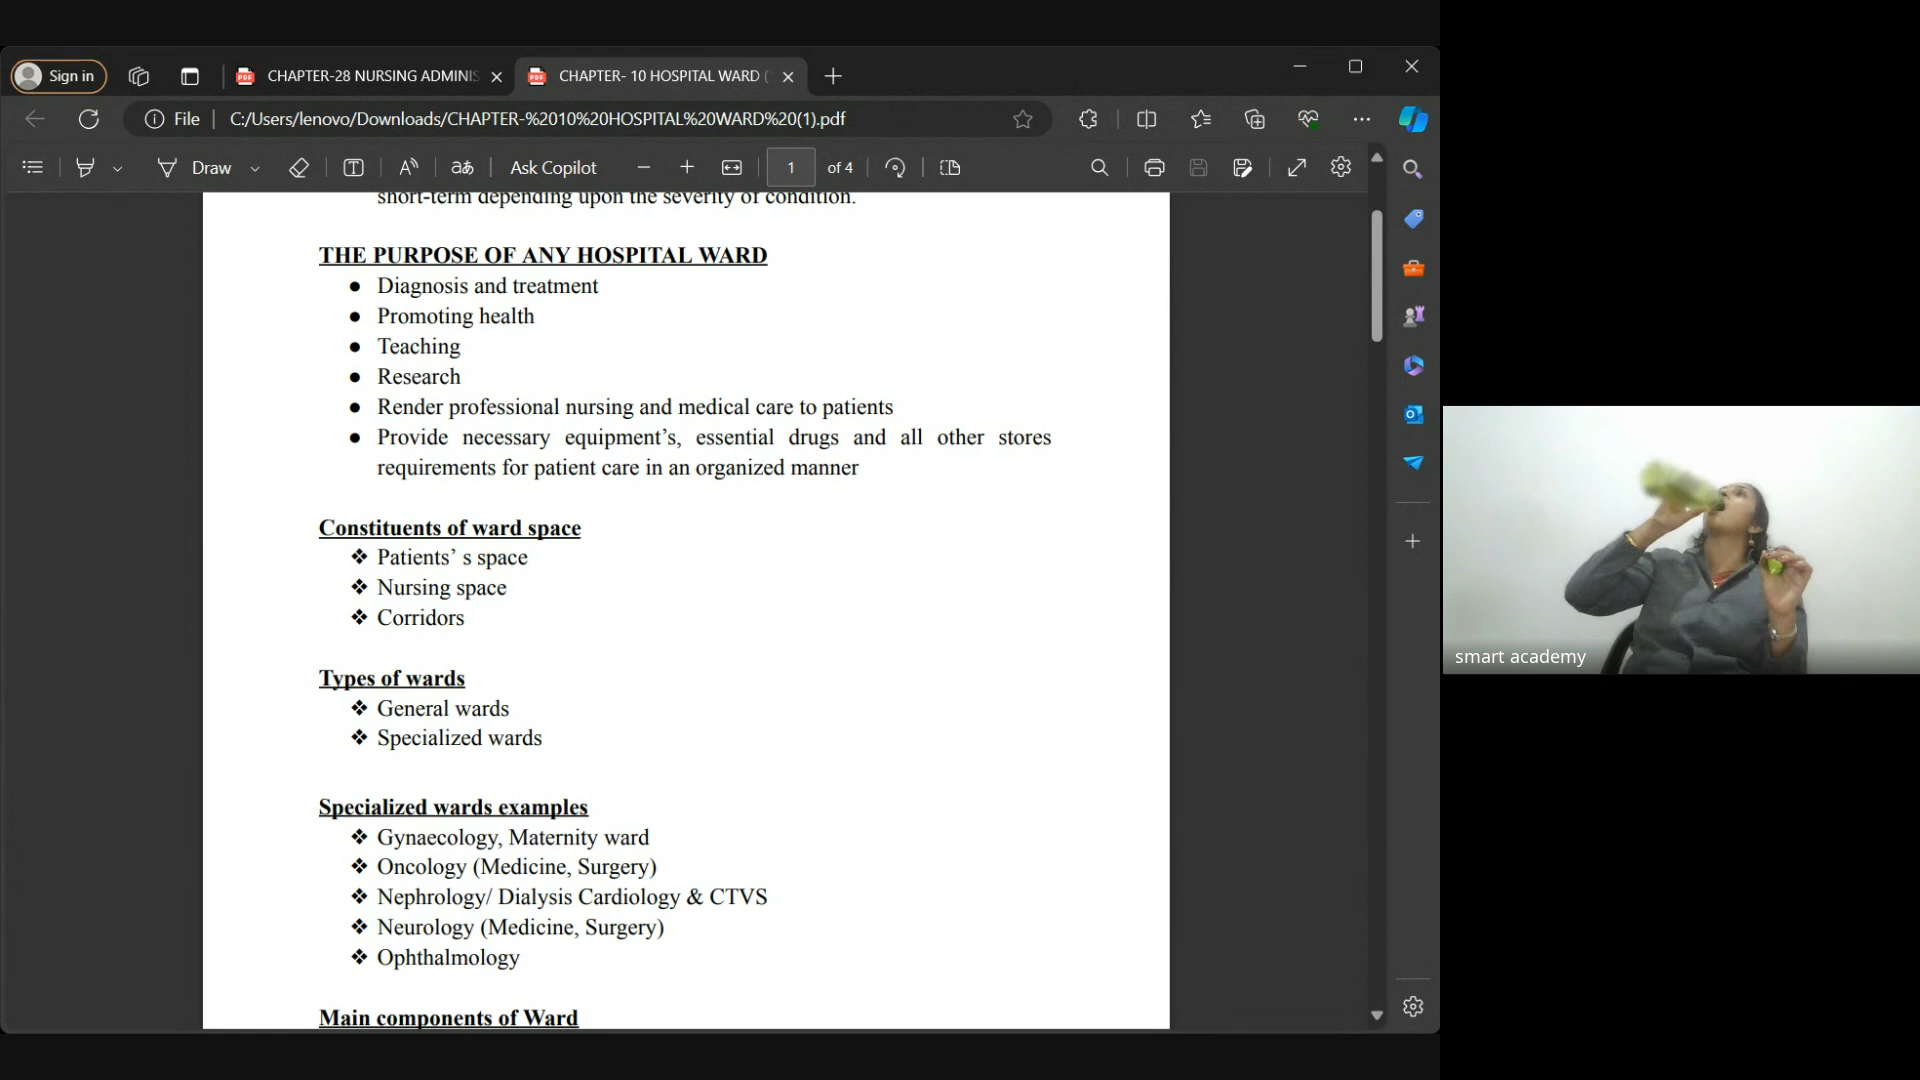 Sign in
CHAPTER-28 NURSING ADMINIS
CHAPTER- 10 HOSPITAL WARD (
File
C:/Users/lenovo/Downloads/CHAPTER-%2010%20HOSPITAL%20WARD%20(1).pdf
Draw
Ask Copilot
1 of 4
short-term depending upon the severity of condition.
THE PURPOSE OF ANY HOSPITAL WARD
● Diagnosis and treatment
● Promoting health
● Teaching
● Research
● Render professional nursing and medical care to patients
● Provide necessary equipment’s, essential drugs and all other stores
requirements for patient care in an organized manner
Constituents of ward space
❖ Patients’ s space
❖ Nursing space
❖ Corridors
Types of wards
❖ General wards
❖ Specialized wards
Specialized wards examples
❖ Gynaecology, Maternity ward
❖ Oncology (Medicine, Surgery)
❖ Nephrology/ Dialysis Cardiology & CTVS
❖ Neurology (Medicine, Surgery)
❖ Ophthalmology
Main components of Ward
smart academy